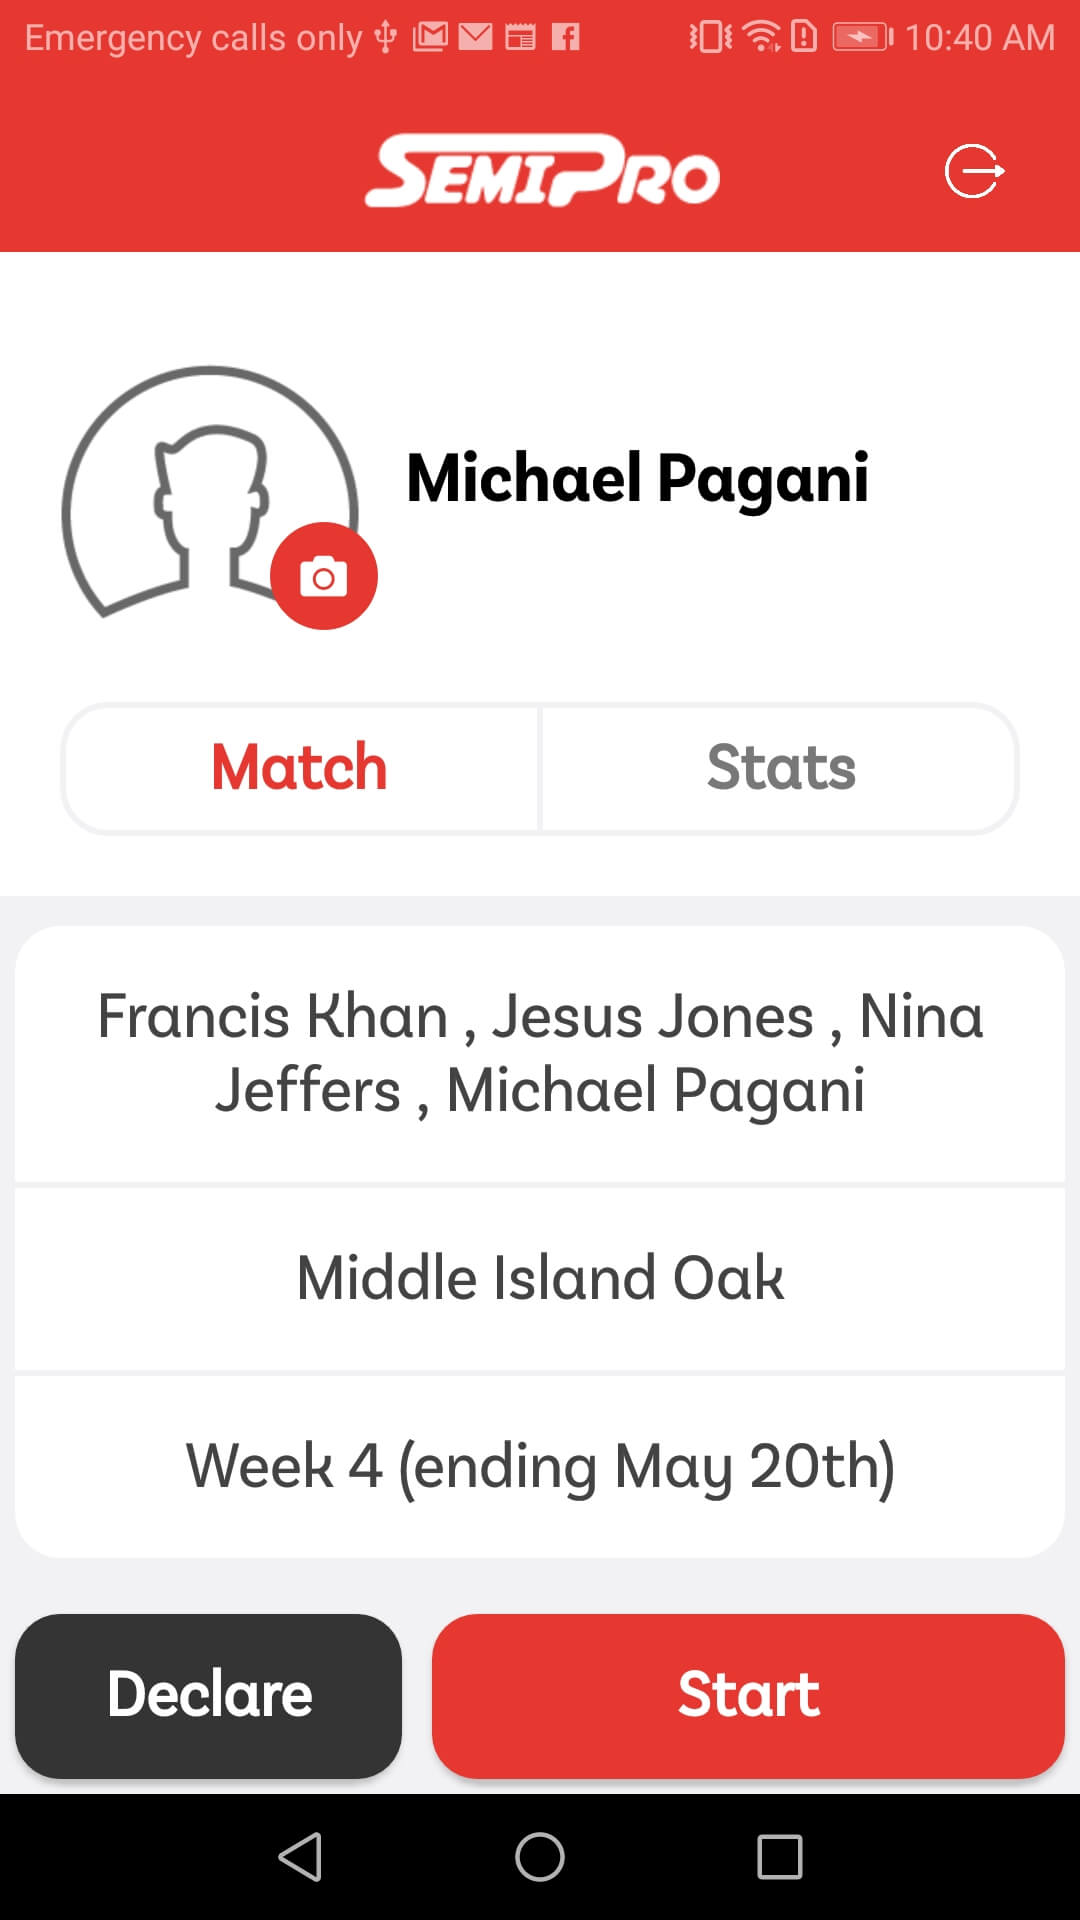 Emergency calls only 10:40 AM
SEMIPRO
Michael Pagani
Match Stats
Francis Khan , Jesus Jones , Nina
Jeffers , Michael Pagani
Middle Island Oak
Week 4 (ending May 20th)
Declare Start